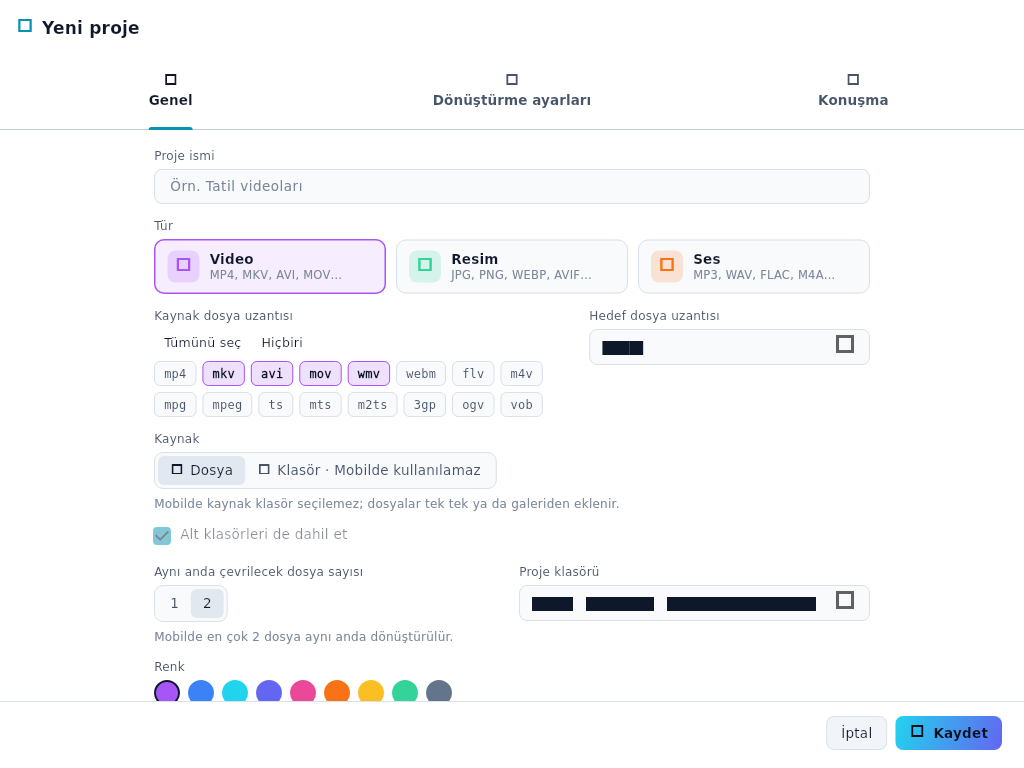 Yeni proje
Genel
Dönüştürme ayarları
Konuşma
Proje ismi
Örn. Tatil videoları
Tür
Video
MP4, MKV, AVI, MOV...
Resim
JPG, PNG, WEBP, AVIF...
Ses
MP3, WAV, FLAC, M4A...
Kaynak dosya uzantısı
Hedef dosya uzantısı
Tümünü seç Hiçbiri
mp4 mkv avi mov wmv webm flv m4v
mpg mpeg ts mts m2ts 3gp ogv vob
Kaynak
Dosya Klasör · Mobilde kullanılamaz
Mobilde kaynak klasör seçilemez; dosyalar tek tek ya da galeriden eklenir.
Alt klasörleri de dahil et
Aynı anda çevrilecek dosya sayısı
Proje klasörü
1 2
Mobilde en çok 2 dosya aynı anda dönüştürülür.
Renk
İptal Kaydet